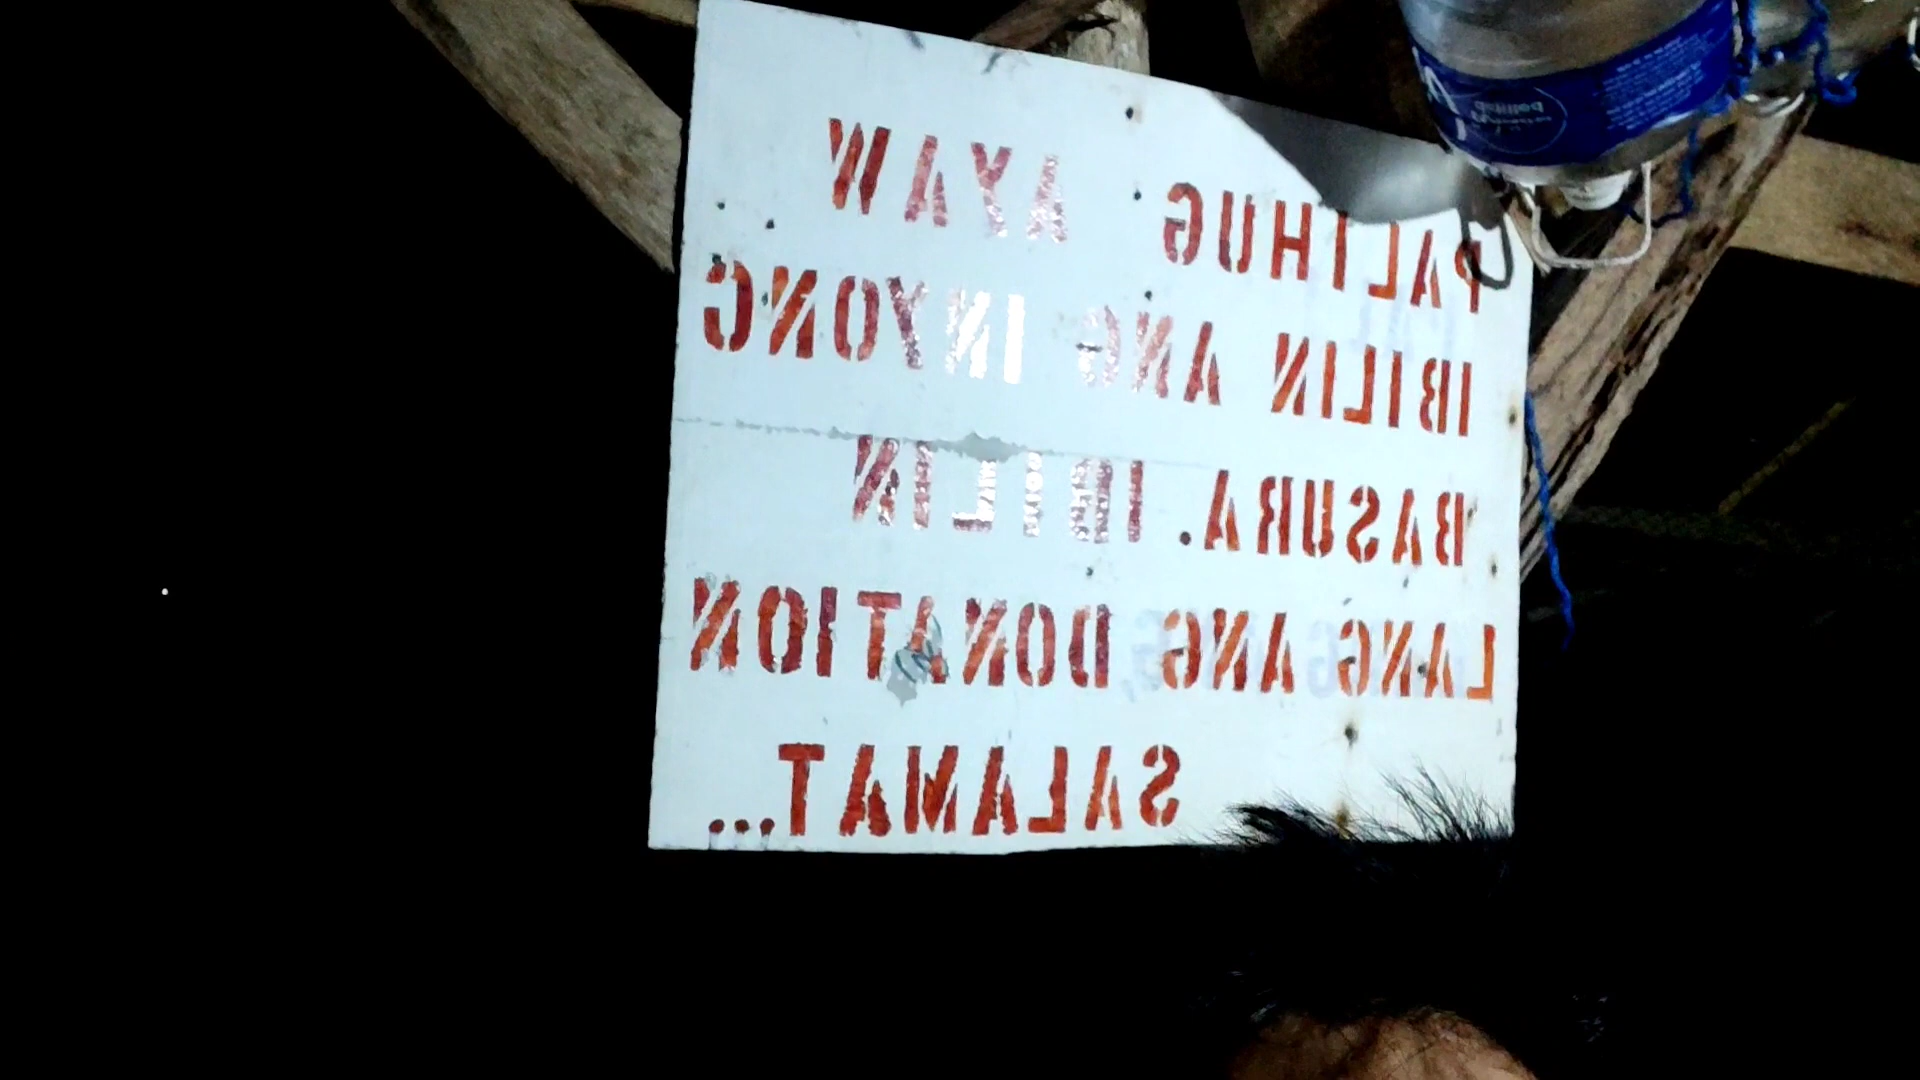 PALIHUG AYAW
IBILIN ANG INYONG
BASURA. IBILIN
LANG ANG DONATION
SALAMAT...